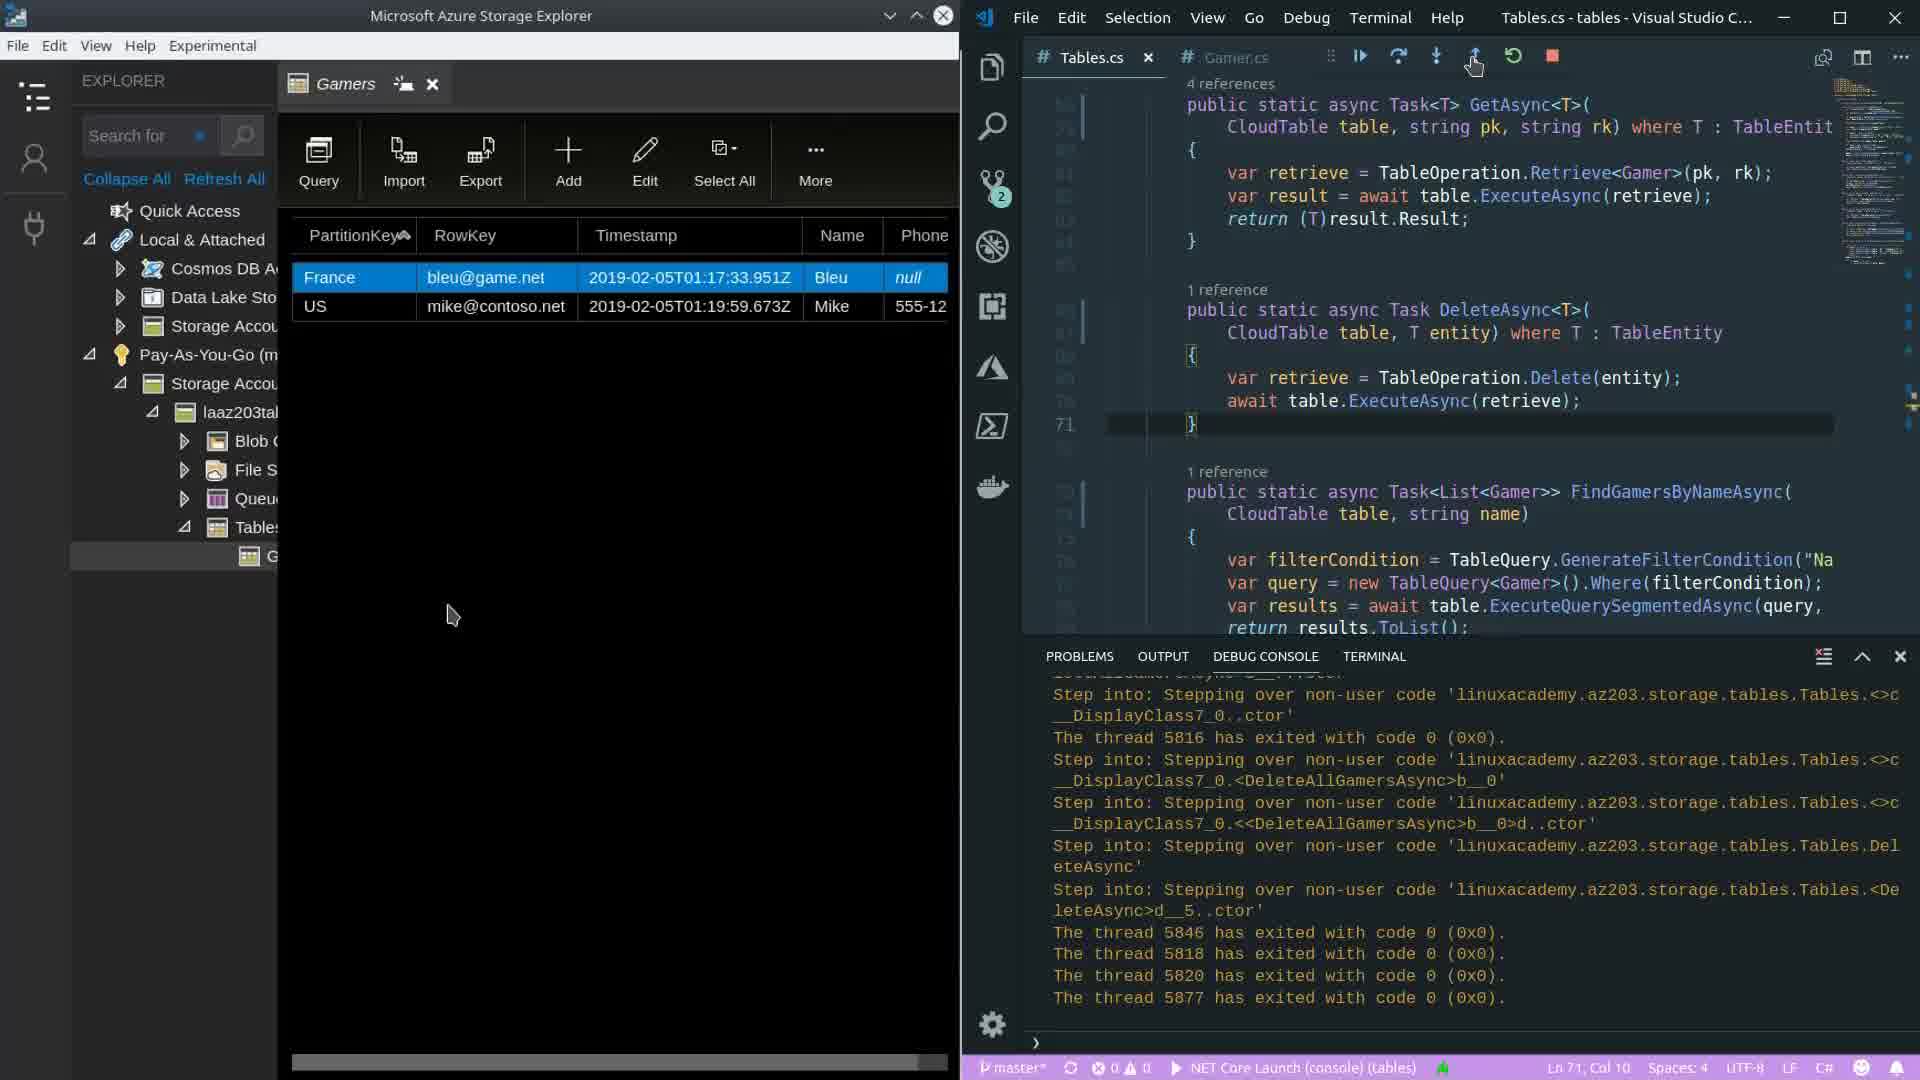 Microsoft Azure Storage Explorer
File Edit View Help Experimental
EXPLORER
Search for
Collapse All Refresh All
Quick Access
Local & Attached
Cosmos DB A
Data Lake Sto
Storage Accou
Pay-As-You-Go (m
Storage Accou
laaz203tal
Blob C
File S
Queu
Tables
G
Gamers
Query Import Export Add Edit Select All More
PartitionKey RowKey Timestamp Name Phone
France bleu@game.net 2019-02-05T01:17:33.951Z Bleu null
US mike@contoso.net 2019-02-05T01:19:59.673Z Mike 555-12
File Edit Selection View Go Debug Terminal Help Tables.cs - tables - Visual Studio C...
# Tables.cs # Gamer.cs
2
4 references
public static async Task<T> GetAsync<T>(
CloudTable table, string pk, string rk) where T : TableEntit
{
var retrieve = TableOperation.Retrieve<Gamer>(pk, rk);
var result = await table.ExecuteAsync(retrieve);
return (T)result.Result;
}
1 reference
public static async Task DeleteAsync<T>(
CloudTable table, T entity) where T : TableEntity
{
var retrieve = TableOperation.Delete(entity);
await table.ExecuteAsync(retrieve);
71 }
1 reference
public static async Task<List<Gamer>> FindGamersByNameAsync(
CloudTable table, string name)
{
var filterCondition = TableQuery.GenerateFilterCondition("Na
var query = new TableQuery<Gamer>().Where(filterCondition);
var results = await table.ExecuteQuerySegmentedAsync(query,
return results.ToList();
PROBLEMS OUTPUT DEBUG CONSOLE TERMINAL
Step into: Stepping over non-user code 'linuxacademy.az203.storage.tables.Tables.<>c
__DisplayClass7_0..ctor'
The thread 5816 has exited with code 0 (0x0).
Step into: Stepping over non-user code 'linuxacademy.az203.storage.tables.Tables.<>c
__DisplayClass7_0.<DeleteAllGamersAsync>b__0'
Step into: Stepping over non-user code 'linuxacademy.az203.storage.tables.Tables.<>c
__DisplayClass7_0.<<DeleteAllGamersAsync>b__0>d..ctor'
Step into: Stepping over non-user code 'linuxacademy.az203.storage.tables.Tables.Del
eteAsync'
Step into: Stepping over non-user code 'linuxacademy.az203.storage.tables.Tables.<De
leteAsync>d__5..ctor'
The thread 5846 has exited with code 0 (0x0).
The thread 5818 has exited with code 0 (0x0).
The thread 5820 has exited with code 0 (0x0).
The thread 5877 has exited with code 0 (0x0).
master* 0 0 .NET Core Launch (console) (tables) Ln 71, Col 10 Spaces: 4 UTF-8 LF C#